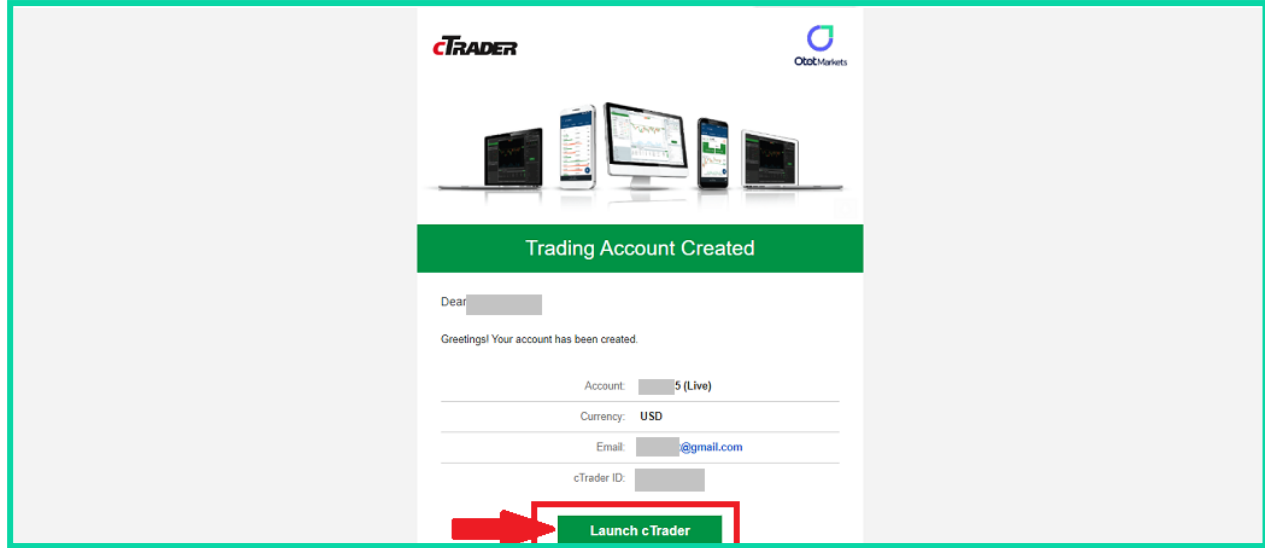 cTRADER
Otot Markets
Trading Account Created
Dear
Greetings! Your account has been created.
Account: 5 (Live)
Currency: USD
Email: @gmail.com
cTrader ID:
Launch cTrader